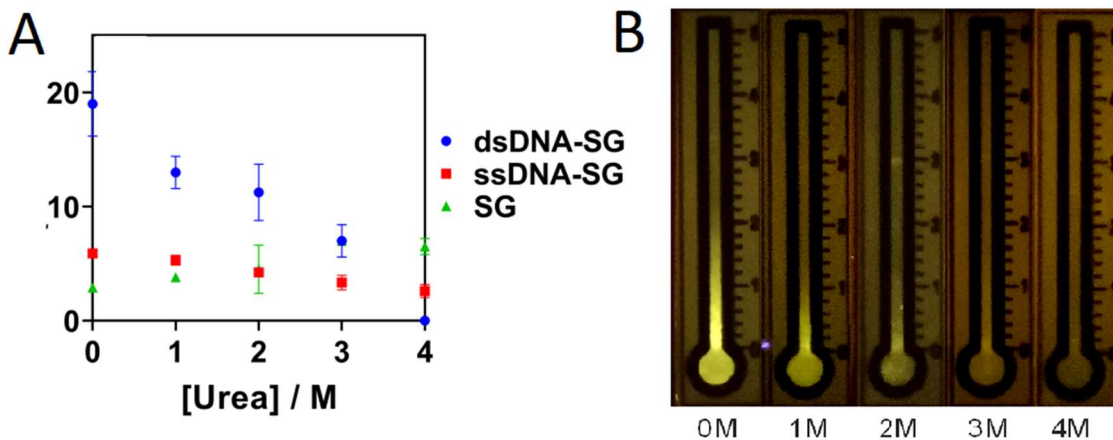 A
20
10
0
0 1 2 3 4
[Urea] / M
dsDNA-SG
ssDNA-SG
SG
B
0M 1M 2M 3M 4M